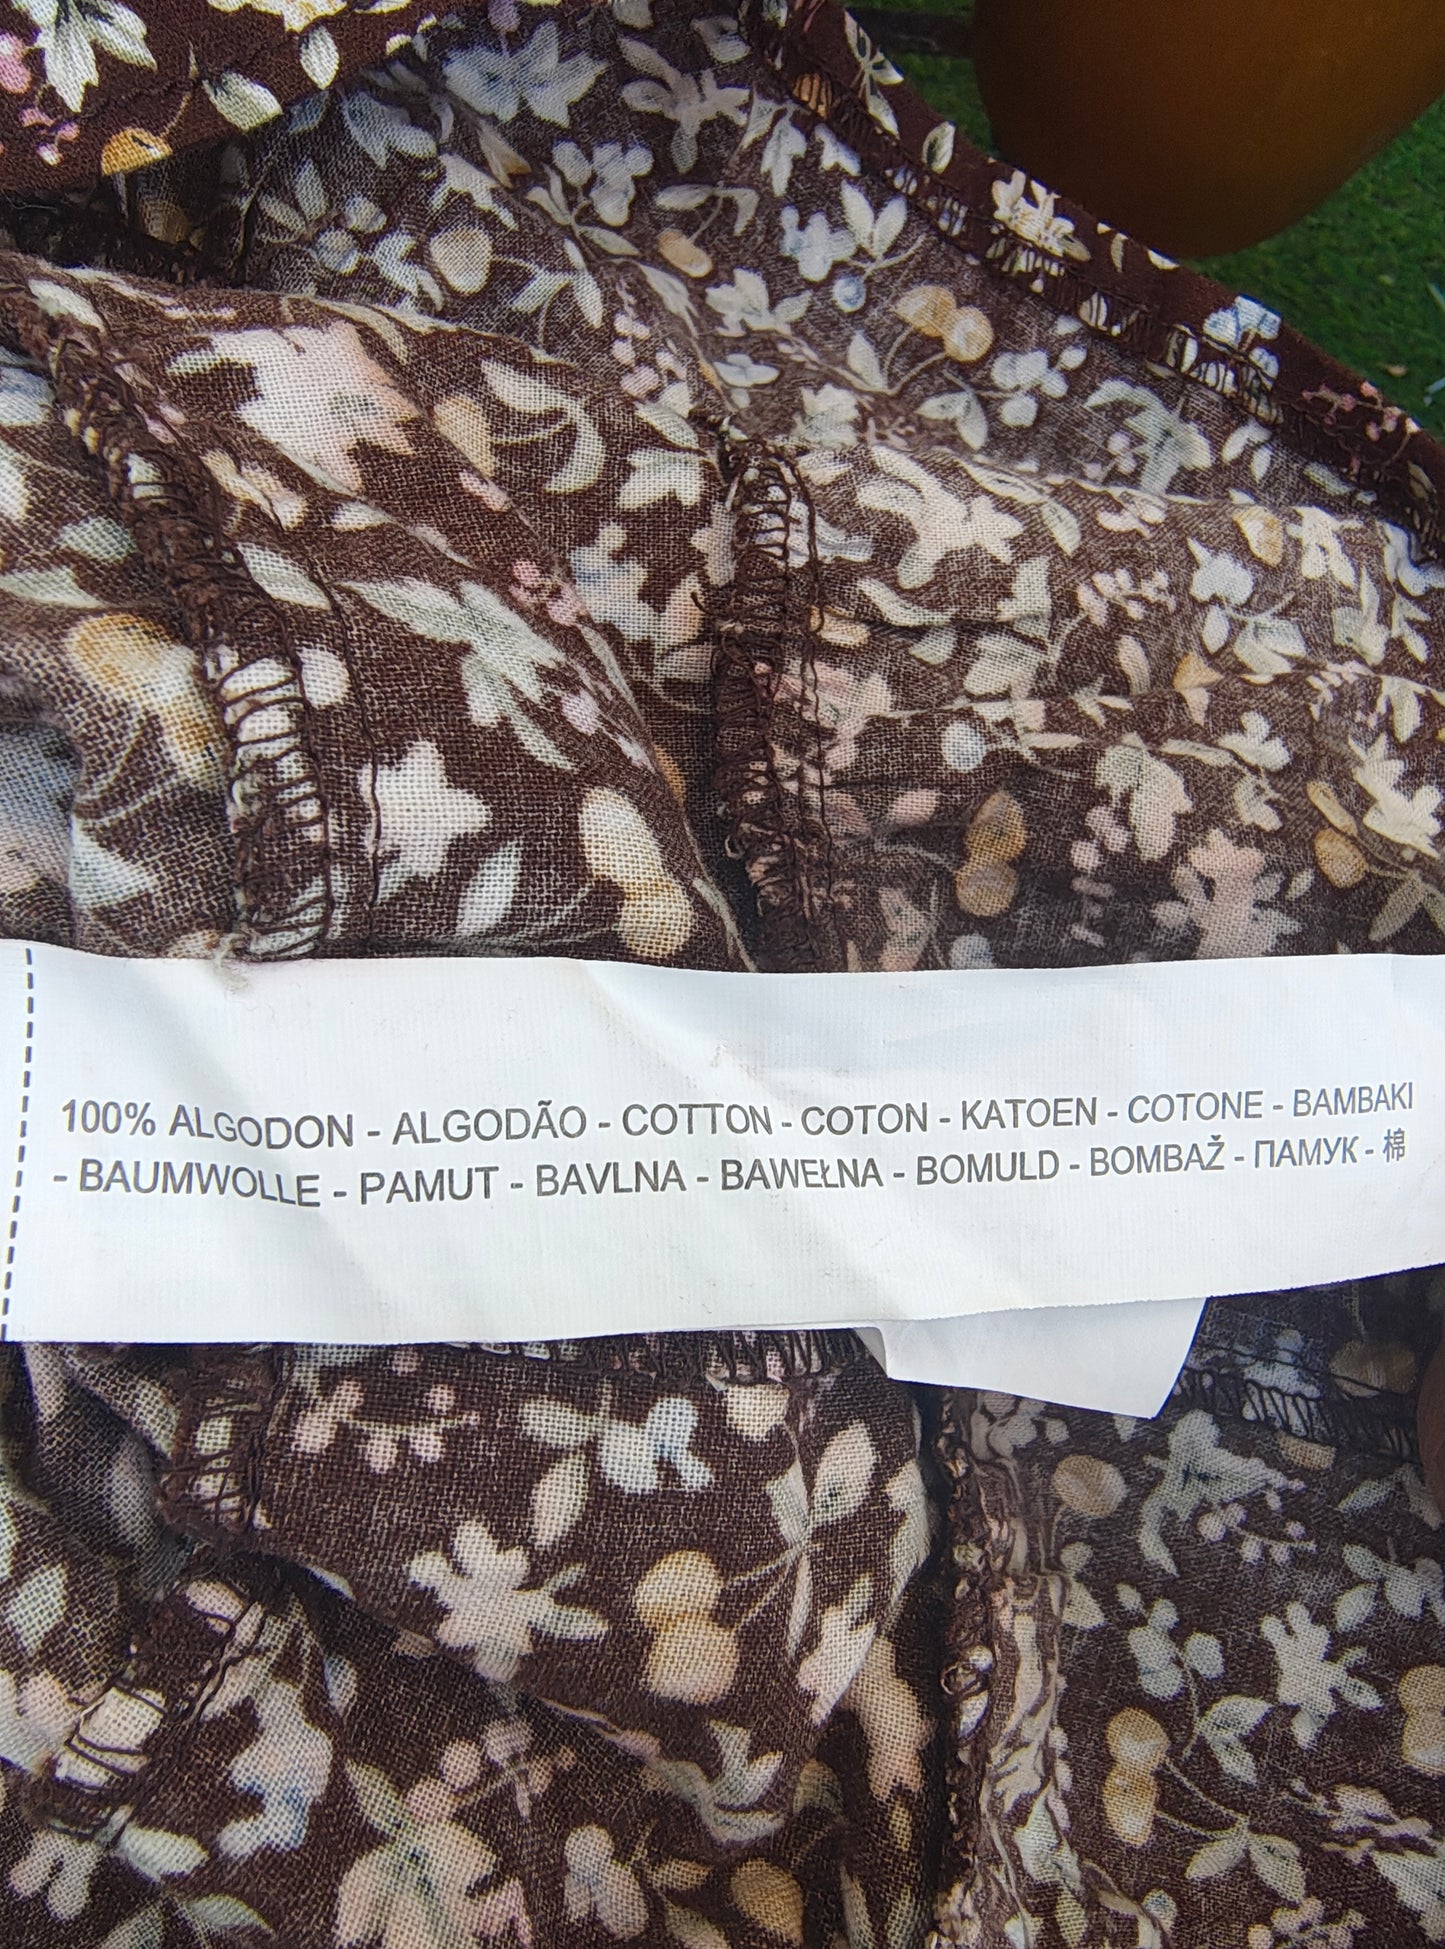 100% ALGODON - ALGODÃO - COTTON - COTON - KATOEN - COTONE - BAMBAKI
- BAUMWOLLE - PAMUT - BAVLNA - BAWEŁNA - BOMULD - BOMBAŽ - ПАМУК - 棉